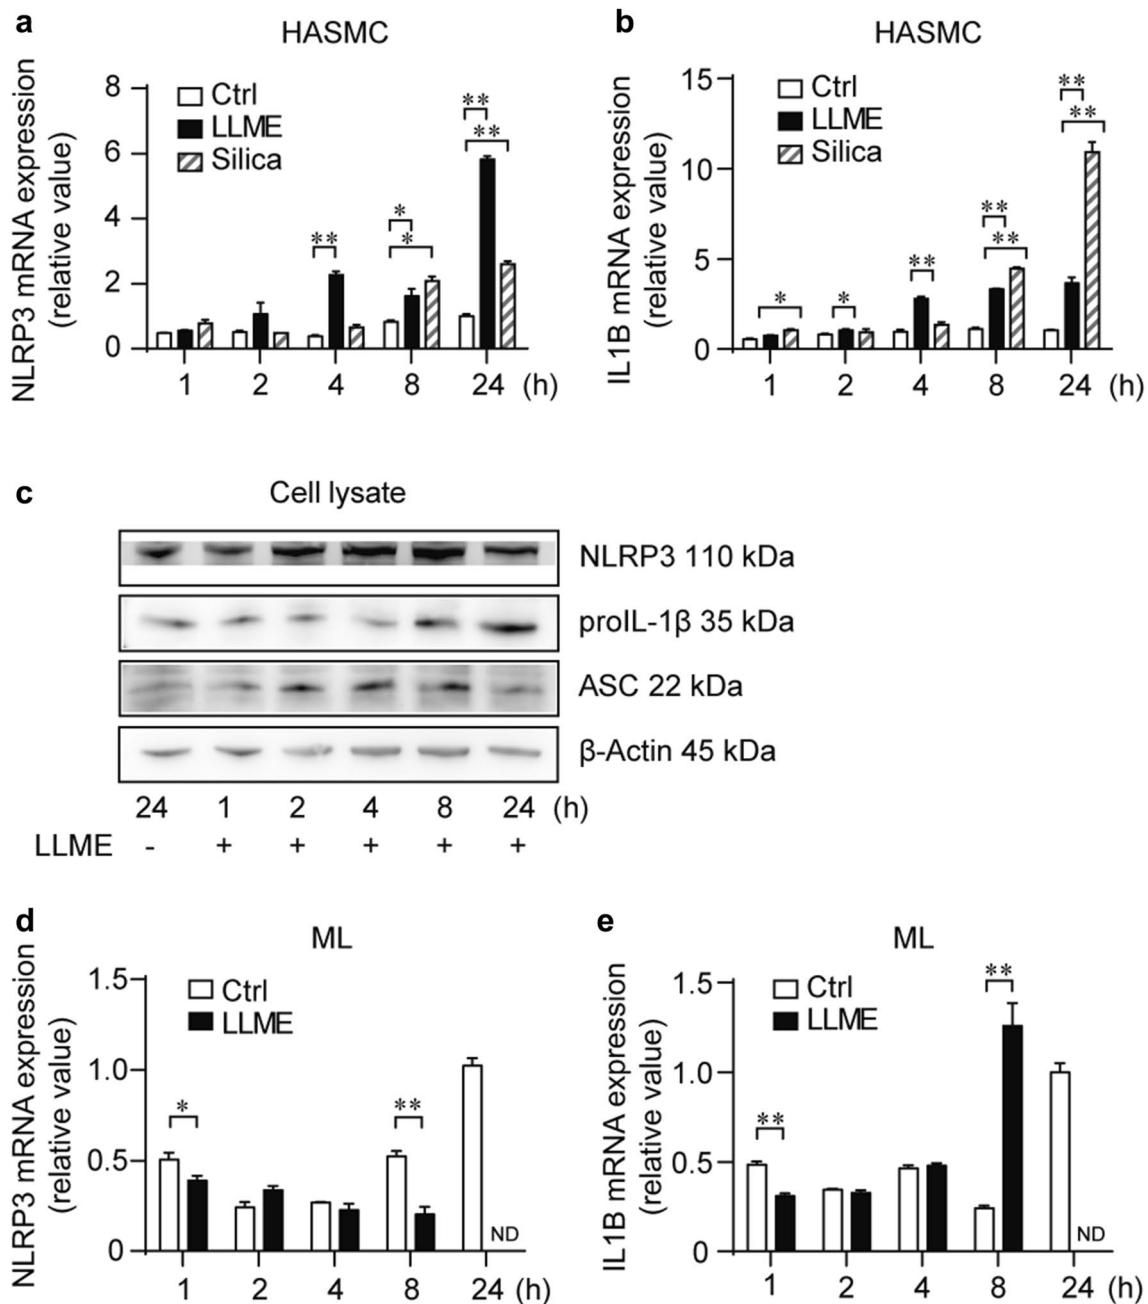 a
HASMC
NLRP3 mRNA expression
(relative value)
8
6
4
2
0
Ctrl
LLME
Silica
**
*
*
**
**
1 2 4 8 24 (h)
b
HASMC
IL1B mRNA expression
(relative value)
15
10
5
0
Ctrl
LLME
Silica
*
*
**
**
**
**
**
1 2 4 8 24 (h)
c
Cell lysate
NLRP3 110 kDa
proIL-1β 35 kDa
ASC 22 kDa
β-Actin 45 kDa
24 1 2 4 8 24 (h)
LLME - + + + + +
d
ML
NLRP3 mRNA expression
(relative value)
1.5
1.0
0.5
0
Ctrl
LLME
*
**
ND
1 2 4 8 24 (h)
e
ML
IL1B mRNA expression
(relative value)
1.5
1.0
0.5
0
Ctrl
LLME
**
**
ND
1 2 4 8 24 (h)